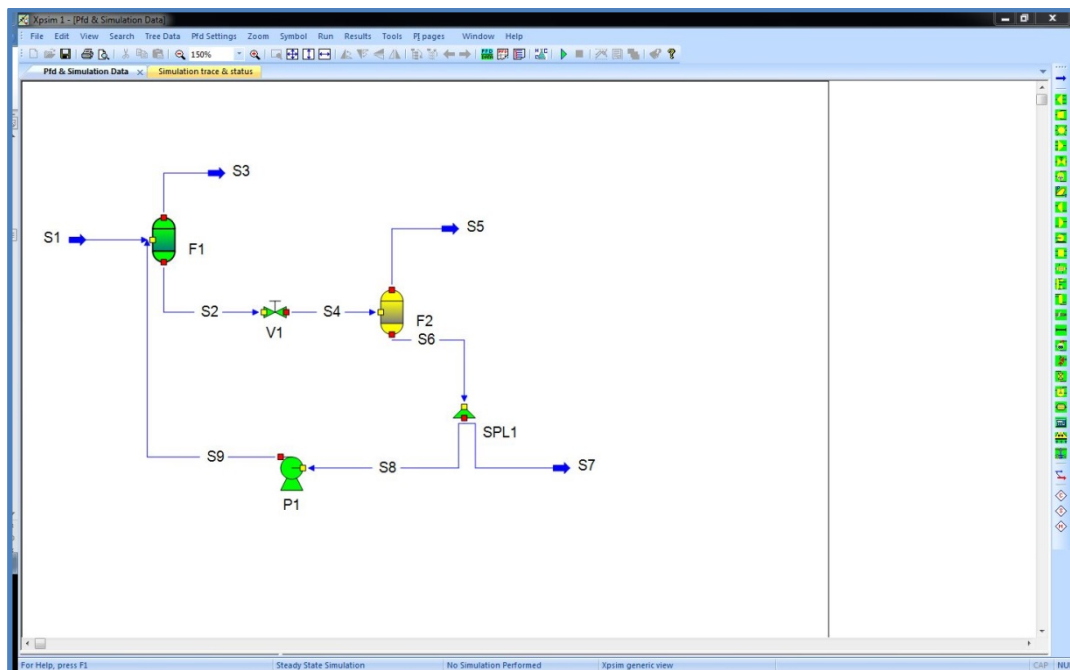 Xpsim 1 - [Pfd & Simulation Data]
File Edit View Search Tree Data Pfd Settings Zoom Symbol Run Results Tools PJ pages Window Help
150%
Pfd & Simulation Data Simulation trace & status
S3
S1
F1
S5
S2
V1
S4
F2
S6
SPL1
S9
S8
S7
P1
For Help, press F1 Steady State Simulation No Simulation Performed Xpsim generic view CAP NU